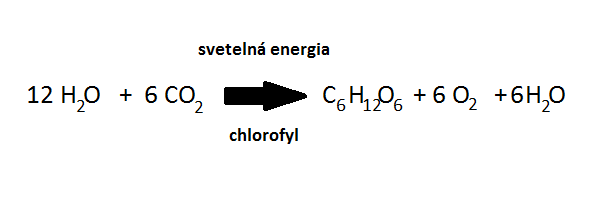 svetelná energia
12 H₂O + 6 CO₂ C₆H₁₂O₆ + 6 O₂ + 6H₂O
chlorofyl